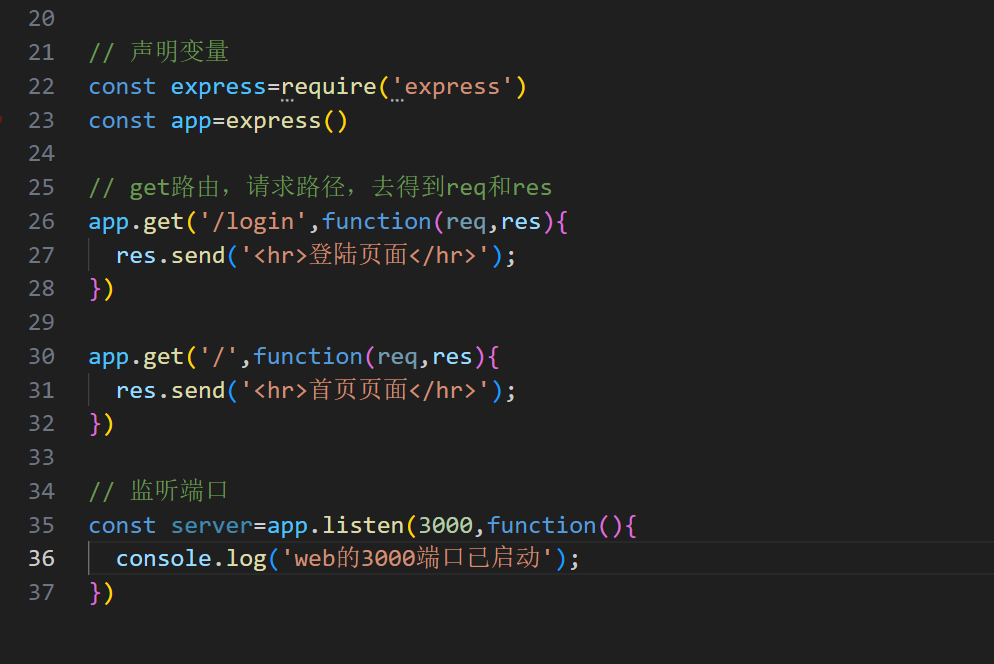 20
21 // 声明变量
22 const express=require('express')
23 const app=express()
24
25 // get路由，请求路径，去得到req和res
26 app.get('/login',function(req,res){
27   res.send('<hr>登陆页面</hr>');
28 })
29
30 app.get('/',function(req,res){
31   res.send('<hr>首页页面</hr>');
32 })
33
34 // 监听端口
35 const server=app.listen(3000,function(){
36   console.log('web的3000端口已启动');
37 })